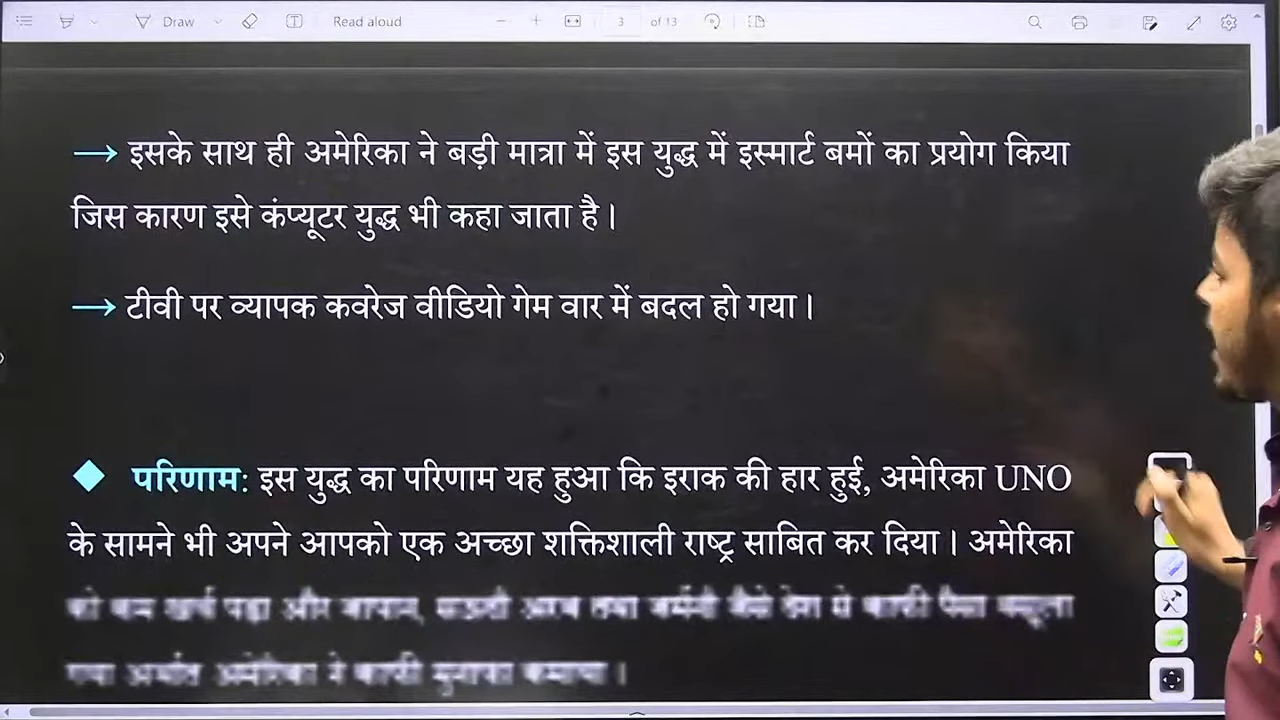 Draw
Read aloud
3 of 13
→ इसके साथ ही अमेरिका ने बड़ी मात्रा में इस युद्ध में इस्मार्ट बमों का प्रयोग किया
जिस कारण इसे कंप्यूटर युद्ध भी कहा जाता है।
→ टीवी पर व्यापक कवरेज वीडियो गेम वार में बदल हो गया।
◆ परिणाम: इस युद्ध का परिणाम यह हुआ कि इराक की हार हुई, अमेरिका UNO
के सामने भी अपने आपको एक अच्छा शक्तिशाली राष्ट्र साबित कर दिया। अमेरिका